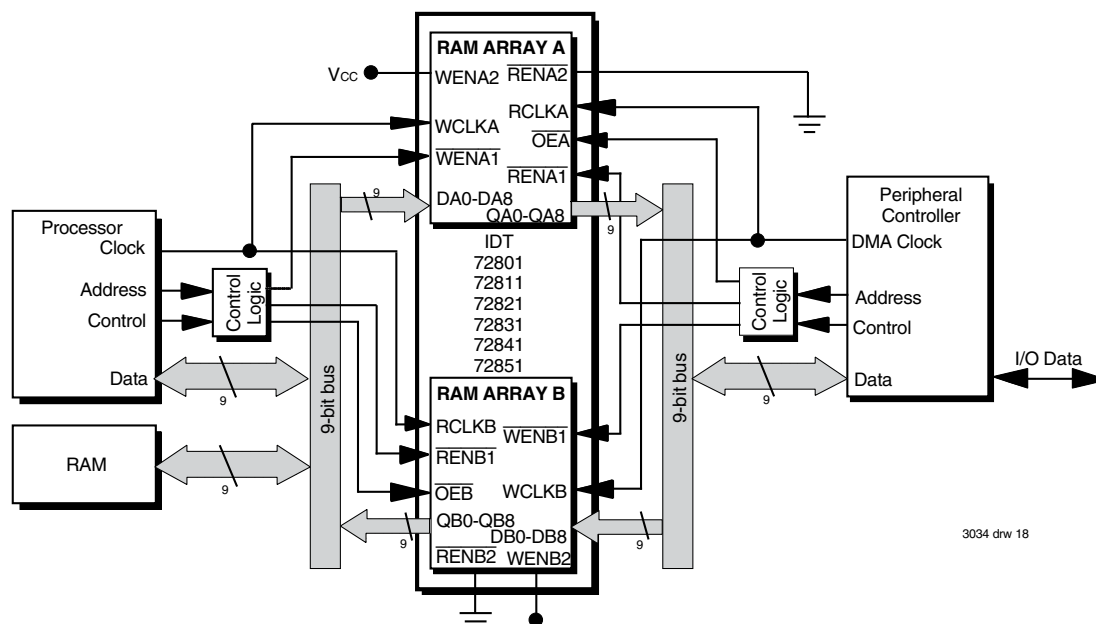 RAM ARRAY A
VCC
WENA2
RENA2
RCLKA
WCLKA
OEA
WENA1
RENA1
9
DA0-DA8
QA0-QA8
9
Processor
Clock
Address
Control
Data
9
Control
Logic
RAM
9
9-bit bus
IDT
72801
72811
72821
72831
72841
72851
9-bit bus
Peripheral
Controller
DMA Clock
Address
Control
Data
Control
Logic
9
I/O Data
RAM ARRAY B
RCLKB
WENB1
RENB1
OEB
WCLKB
QB0-QB8
9
DB0-DB8
9
RENB2
WENB2
3034 drw 18